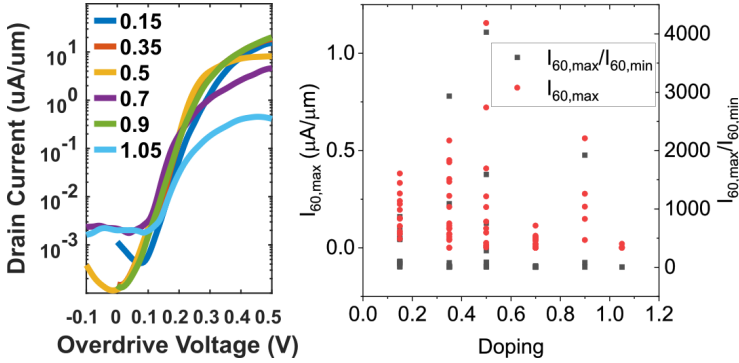 0.15
0.35
0.5
0.7
0.9
1.05
10¹
10⁰
10⁻¹
10⁻²
10⁻³
Drain Current (uA/um)
-0.1 0 0.1 0.2 0.3 0.4 0.5
Overdrive Voltage (V)
I60,max/I60,min
I60,max
1.0
0.5
0.0
I60,max (μA/μm)
4000
3000
2000
1000
0
I60,max/I60,min
0.0 0.2 0.4 0.6 0.8 1.0 1.2
Doping